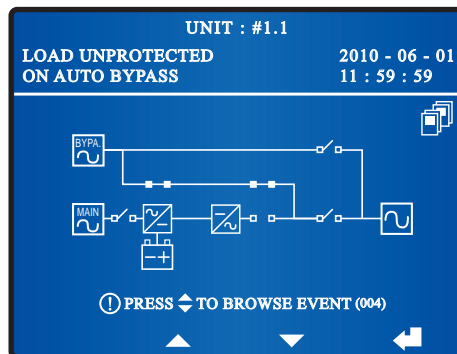 UNIT : #1.1
LOAD UNPROTECTED
2010 - 06 - 01
ON AUTO BYPASS
11 : 59 : 59
BYPA.
MAIN
! PRESS TO BROWSE EVENT (004)